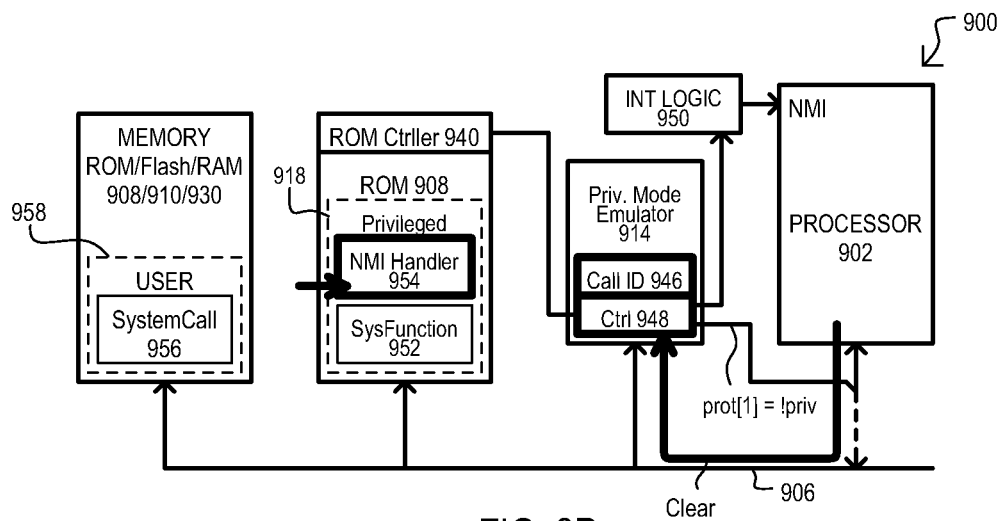 900
INT LOGIC
950
NMI
PROCESSOR
902
MEMORY
ROM/Flash/RAM
908/910/930
958
USER
SystemCall
956
ROM Ctrller 940
918
ROM 908
Privileged
NMI Handler
954
SysFunction
952
Priv. Mode
Emulator
914
Call ID 946
Ctrl 948
prot[1] = !priv
906
Clear